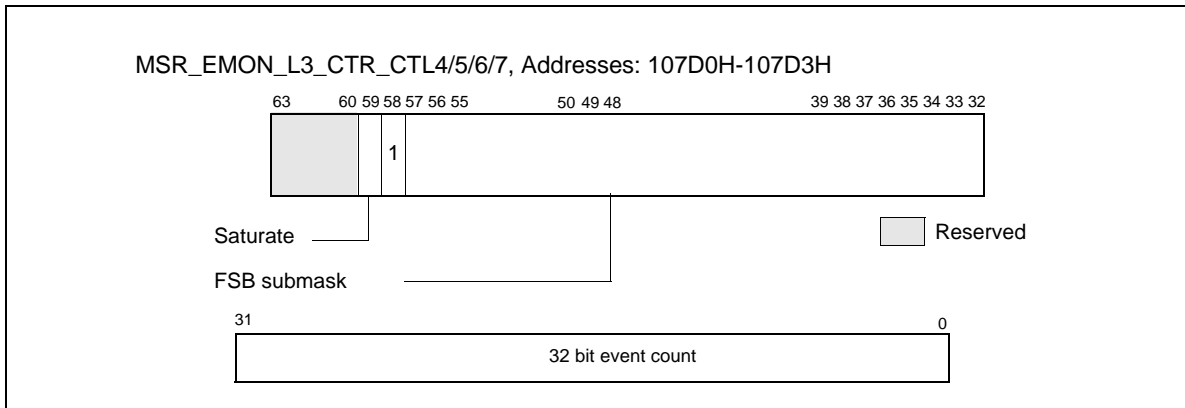 MSR_EMON_L3_CTR_CTL4/5/6/7, Addresses: 107D0H-107D3H
63 60 59 58 57 56 55 50 49 48 39 38 37 36 35 34 33 32
1
Saturate
Reserved
FSB submask
31 0
32 bit event count